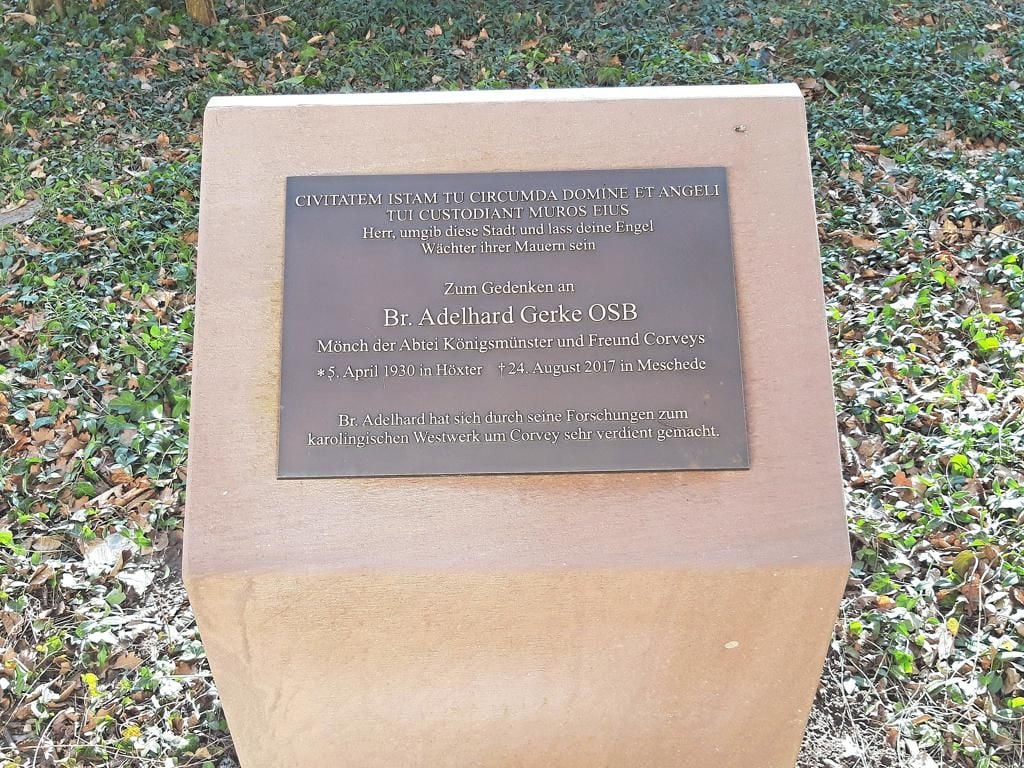 CIVITATEM ISTAM TU CIRCUMDA DOMINE ET ANGELI
TUI CUSTODIANT MUROS EIUS
Herr, umgib diese Stadt und lass deine Engel
Wächter ihrer Mauern sein
Zum Gedenken an
Br. Adelhard Gerke OSB
Mönch der Abtei Königsmünster und Freund Corveys
*5. April 1930 in Höxter †24. August 2017 in Meschede
Br. Adelhard hat sich durch seine Forschungen zum
karolingischen Westwerk um Corvey sehr verdient gemacht.